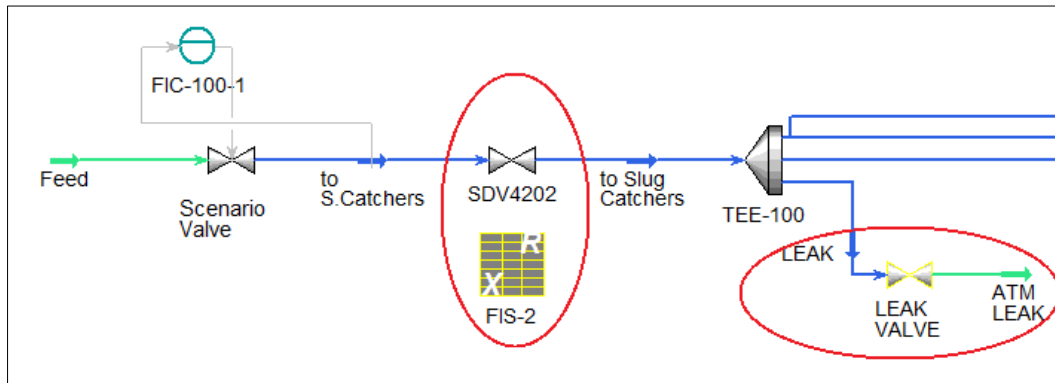 FIC-100-1
Feed
Scenario
Valve
to
S.Catchers
SDV4202
R
X
FIS-2
to Slug
Catchers
TEE-100
LEAK
LEAK
VALVE
ATM
LEAK